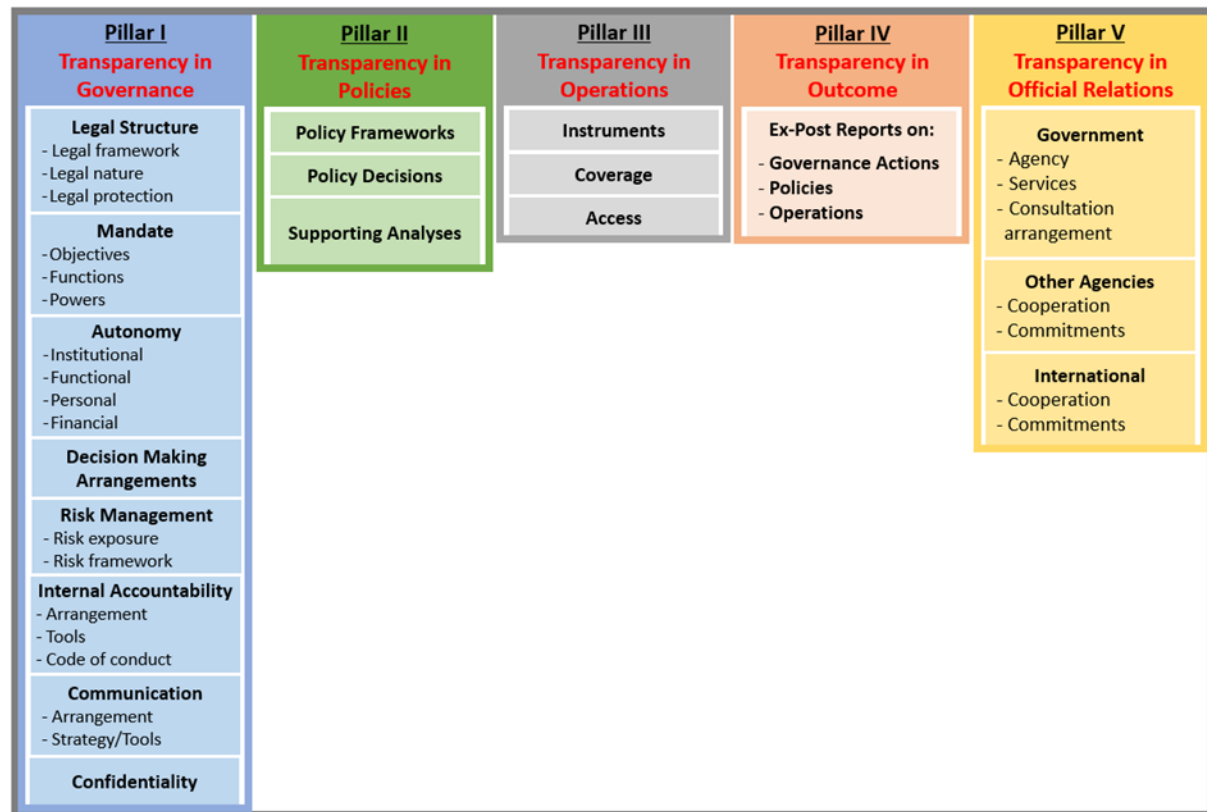 Pillar I
Transparency in
Governance
Legal Structure
- Legal framework
- Legal nature
- Legal protection
Mandate
-Objectives
- Functions
- Powers
Autonomy
-Institutional
-Functional
-Personal
-Financial
Decision Making
Arrangements
Risk Management
- Risk exposure
- Risk framework
Internal Accountability
- Arrangement
- Tools
- Code of conduct
Communication
- Arrangement
- Strategy/Tools
Confidentiality
Pillar II
Transparency in
Policies
Policy Frameworks
Policy Decisions
Supporting Analyses
Pillar III
Transparency in
Operations
Instruments
Coverage
Access
Pillar IV
Transparency in
Outcome
Ex-Post Reports on:
- Governance Actions
- Policies
- Operations
Pillar V
Transparency in
Official Relations
Government
- Agency
- Services
- Consultation
arrangement
Other Agencies
- Cooperation
- Commitments
International
- Cooperation
- Commitments